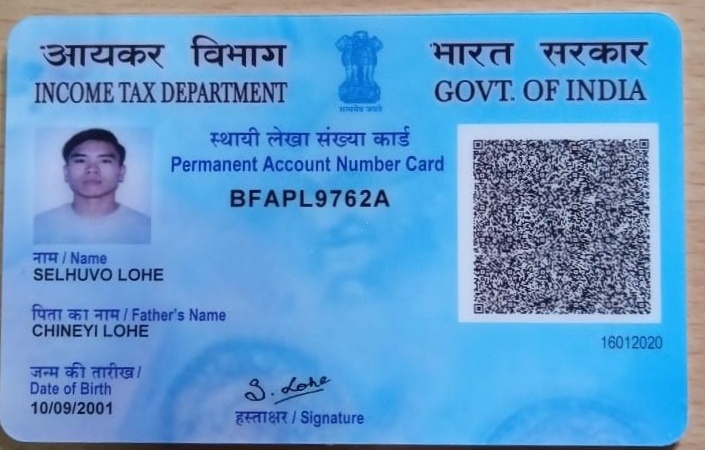 आयकर विभाग
INCOME TAX DEPARTMENT
सत्यमेव जयते
भारत सरकार
GOVT. OF INDIA
स्थायी लेखा संख्या कार्ड
Permanent Account Number Card
BFAPL9762A
नाम / Name
SELHUVO LOHE
पिता का नाम / Father's Name
CHINEYI LOHE
जन्म की तारीख /
Date of Birth
10/09/2001
S. Lohe
हस्ताक्षर / Signature
16012020